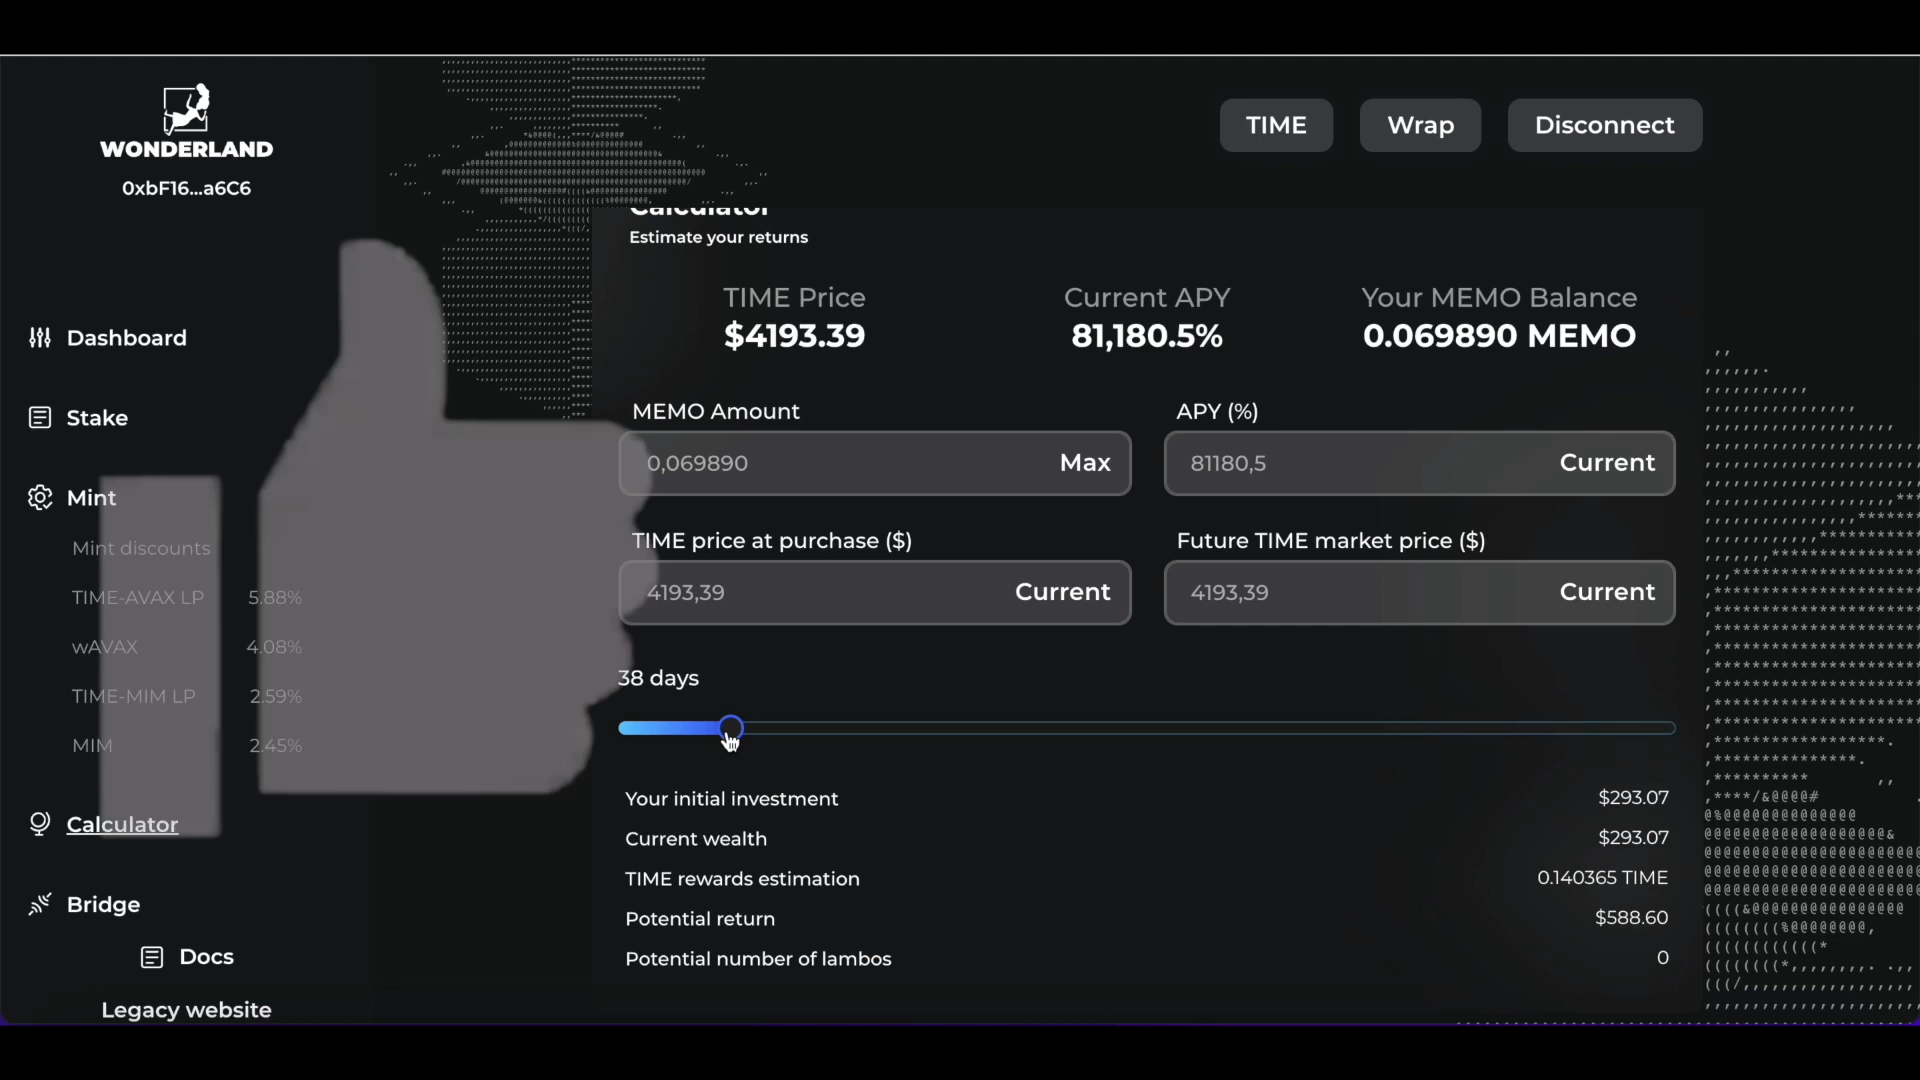 WONDERLAND
0xbF16...a6C6
TIME
Wrap
Disconnect
Dashboard
Stake
Mint
Mint discounts
TIME-AVAX LP 5.88%
wAVAX 4.08%
TIME-MIM LP 2.59%
MIM 2.45%
Calculator
Bridge
Docs
Legacy website
Calculator
Estimate your returns
TIME Price
$4193.39
Current APY
81,180.5%
Your MEMO Balance
0.069890 MEMO
MEMO Amount
0,069890 Max
APY (%)
81180,5 Current
TIME price at purchase ($)
4193,39 Current
Future TIME market price ($)
4193,39 Current
38 days
Your initial investment $293.07
Current wealth $293.07
TIME rewards estimation 0.140365 TIME
Potential return $588.60
Potential number of lambos 0